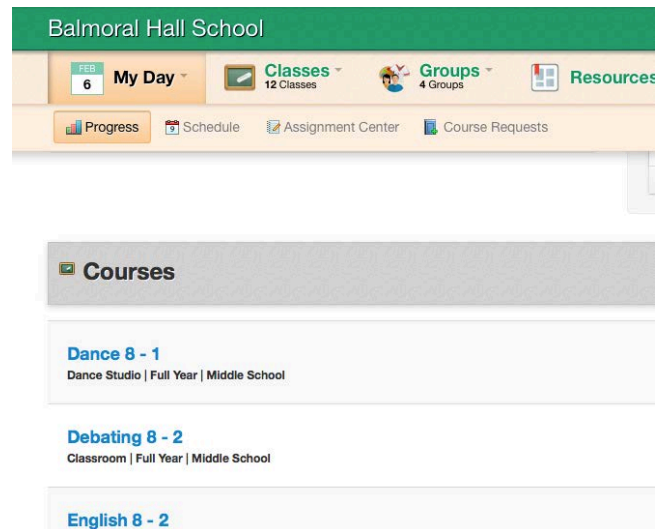 Balmoral Hall School
FEB
6
My Day
Classes
12 Classes
Groups
4 Groups
Resources
Progress
9
Schedule
Assignment Center
Course Requests
Courses
Dance 8 - 1
Dance Studio | Full Year | Middle School
Debating 8 - 2
Classroom | Full Year | Middle School
English 8 - 2